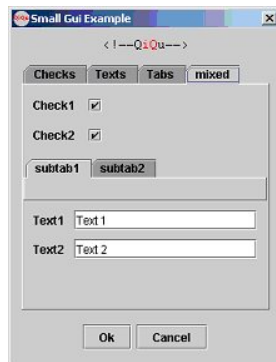 Small Gui Example
<!--QiQu-->
Checks Texts Tabs mixed
Check1
Check2
subtab1 subtab2
Text1 Text 1
Text2 Text 2
Ok Cancel